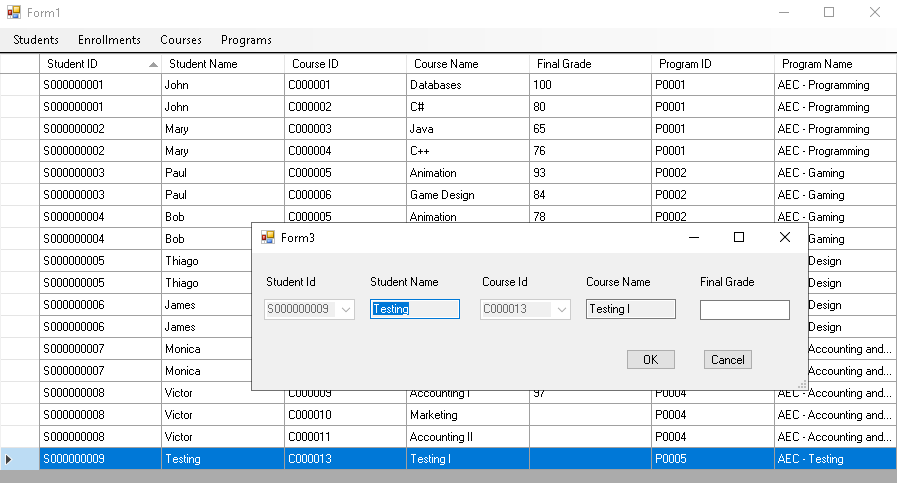 Form1
Students Enrollments Courses Programs
Student ID Student Name Course ID Course Name Final Grade Program ID Program Name
S000000001 John C000001 Databases 100 P0001 AEC - Programming
S000000001 John C000002 C# 80 P0001 AEC - Programming
S000000002 Mary C000003 Java 65 P0001 AEC - Programming
S000000002 Mary C000004 C++ 76 P0001 AEC - Programming
S000000003 Paul C000005 Animation 93 P0002 AEC - Gaming
S000000003 Paul C000006 Game Design 84 P0002 AEC - Gaming
S000000004 Bob C000005 Animation 78 P0002 AEC - Gaming
S000000004 Bob Gaming
S000000005 Thiago Design
S000000005 Thiago Design
S000000006 James Design
S000000006 James Design
S000000007 Monica Accounting and...
S000000007 Monica Accounting and...
S000000008 Victor C000009 Accounting I 97 P0004 AEC - Accounting and...
S000000008 Victor C000010 Marketing P0004 AEC - Accounting and...
S000000008 Victor C000011 Accounting II P0004 AEC - Accounting and...
S000000009 Testing C000013 Testing I P0005 AEC - Testing
Form3
Student Id Student Name Course Id Course Name Final Grade
S000000009 Testing C000013 Testing I
OK Cancel